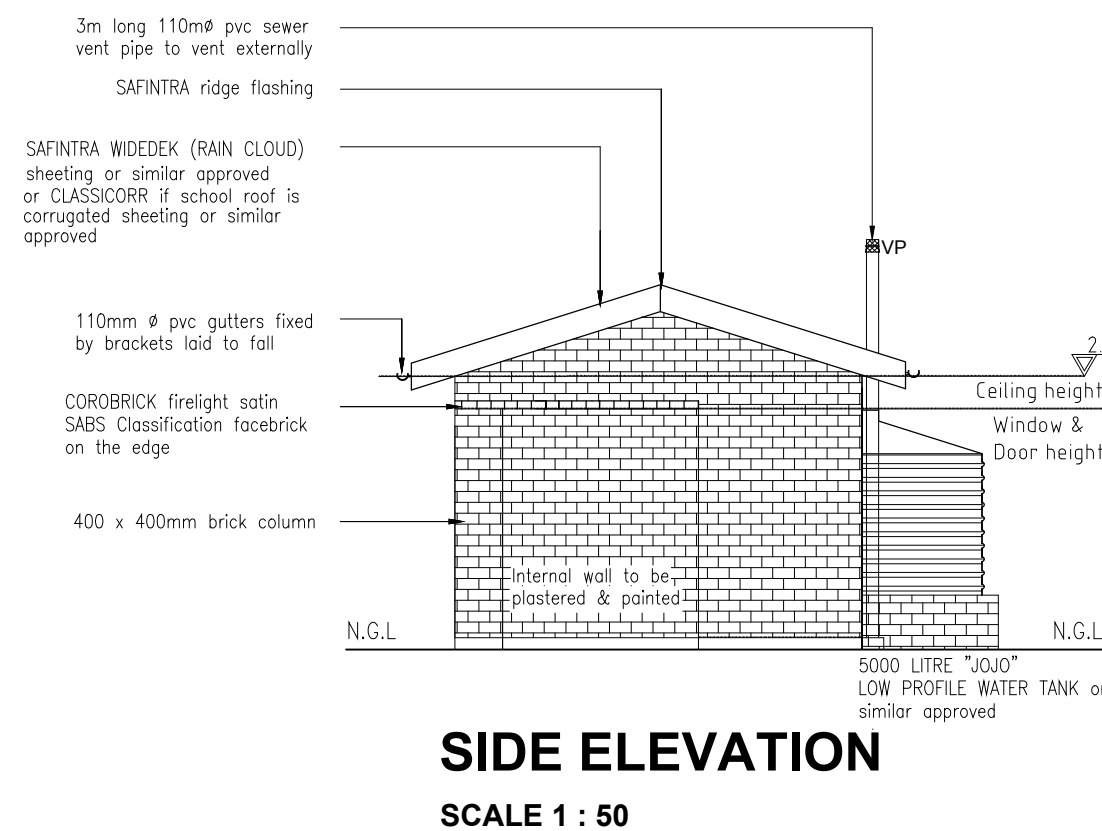 3m long 110mø pvc sewer
vent pipe to vent externally
SAFINTRA ridge flashing
SAFINTRA WIDEDEK (RAIN CLOUD)
sheeting or similar approved
or CLASSICORR if school roof is
corrugated sheeting or similar
approved
VP
110mm ø pvc gutters fixed
by brackets laid to fall
2.
Ceiling height
COROBRICK firelight satin
SABS Classification facebrick
on the edge
Window &
Door height
400 x 400mm brick column
Internal wall to be
plastered & painted
N.G.L
N.G.L
5000 LITRE "JOJO"
LOW PROFILE WATER TANK or
similar approved
SIDE ELEVATION
SCALE 1 : 50